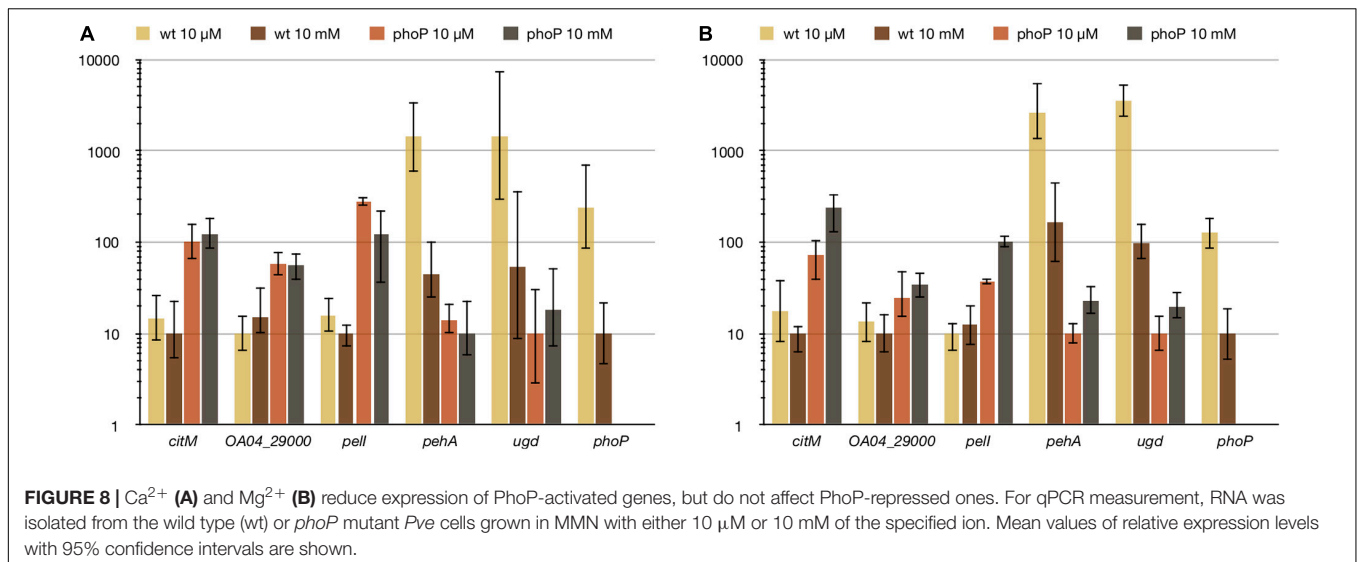 A
wt 10 μM wt 10 mM phoP 10 μM phoP 10 mM
10000
1000
100
10
1
citM OA04_29000 pelI pehA ugd phoP
B
wt 10 μM wt 10 mM phoP 10 μM phoP 10 mM
10000
1000
100
10
1
citM OA04_29000 pelI pehA ugd phoP
FIGURE 8 | Ca2+ (A) and Mg2+ (B) reduce expression of PhoP-activated genes, but do not affect PhoP-repressed ones. For qPCR measurement, RNA was
isolated from the wild type (wt) or phoP mutant Pve cells grown in MMN with either 10 μM or 10 mM of the specified ion. Mean values of relative expression levels
with 95% confidence intervals are shown.